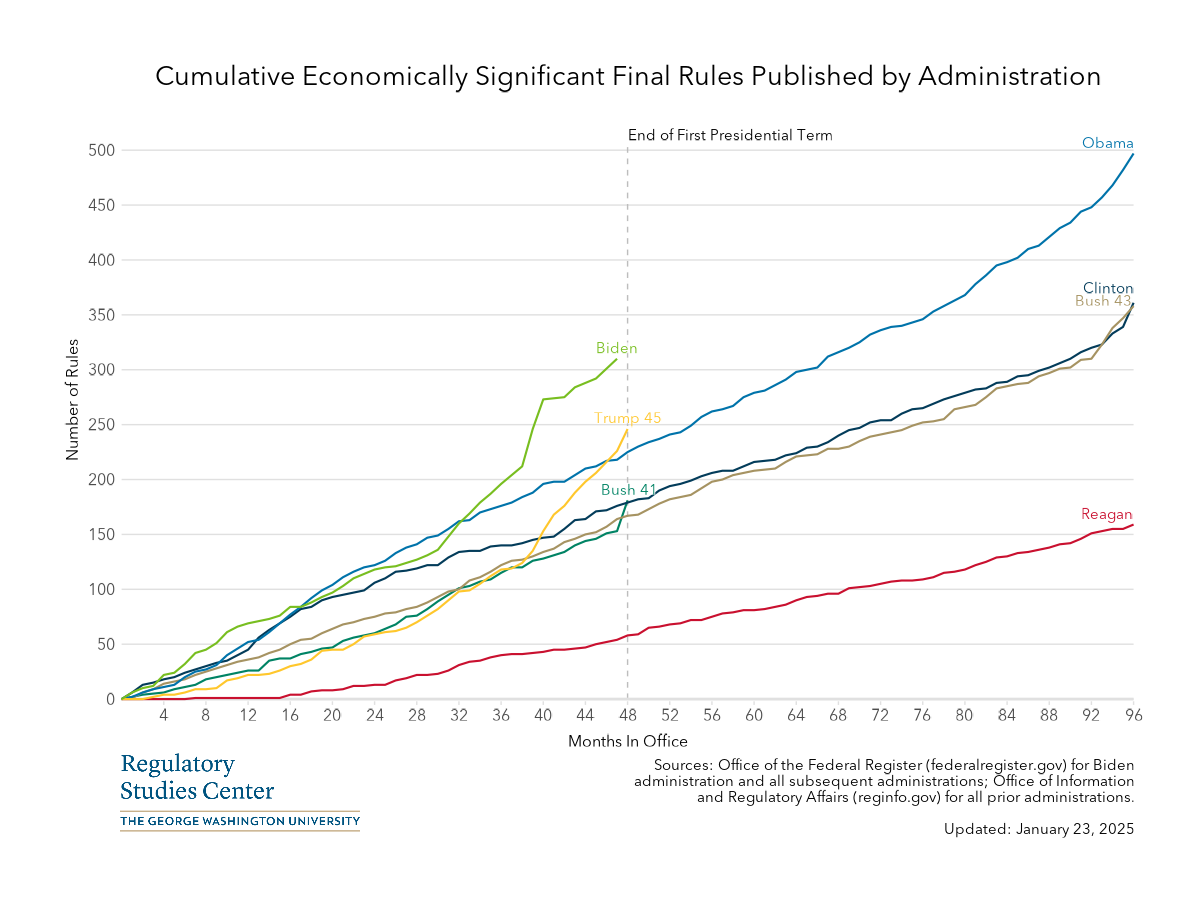 Cumulative Economically Significant Final Rules Published by Administration
End of First Presidential Term
500
450
400
350
300
250
200
150
100
50
0
Number of Rules
Obama
Clinton
Bush 43
Biden
Trump 45
Bush 41
Reagan
4 8 12 16 20 24 28 32 36 40 44 48 52 56 60 64 68 72 76 80 84 88 92 96
Months In Office
Regulatory
Studies Center
THE GEORGE WASHINGTON UNIVERSITY
Sources: Office of the Federal Register (federalregister.gov) for Biden
administration and all subsequent administrations; Office of Information
and Regulatory Affairs (reginfo.gov) for all prior administrations.
Updated: January 23, 2025